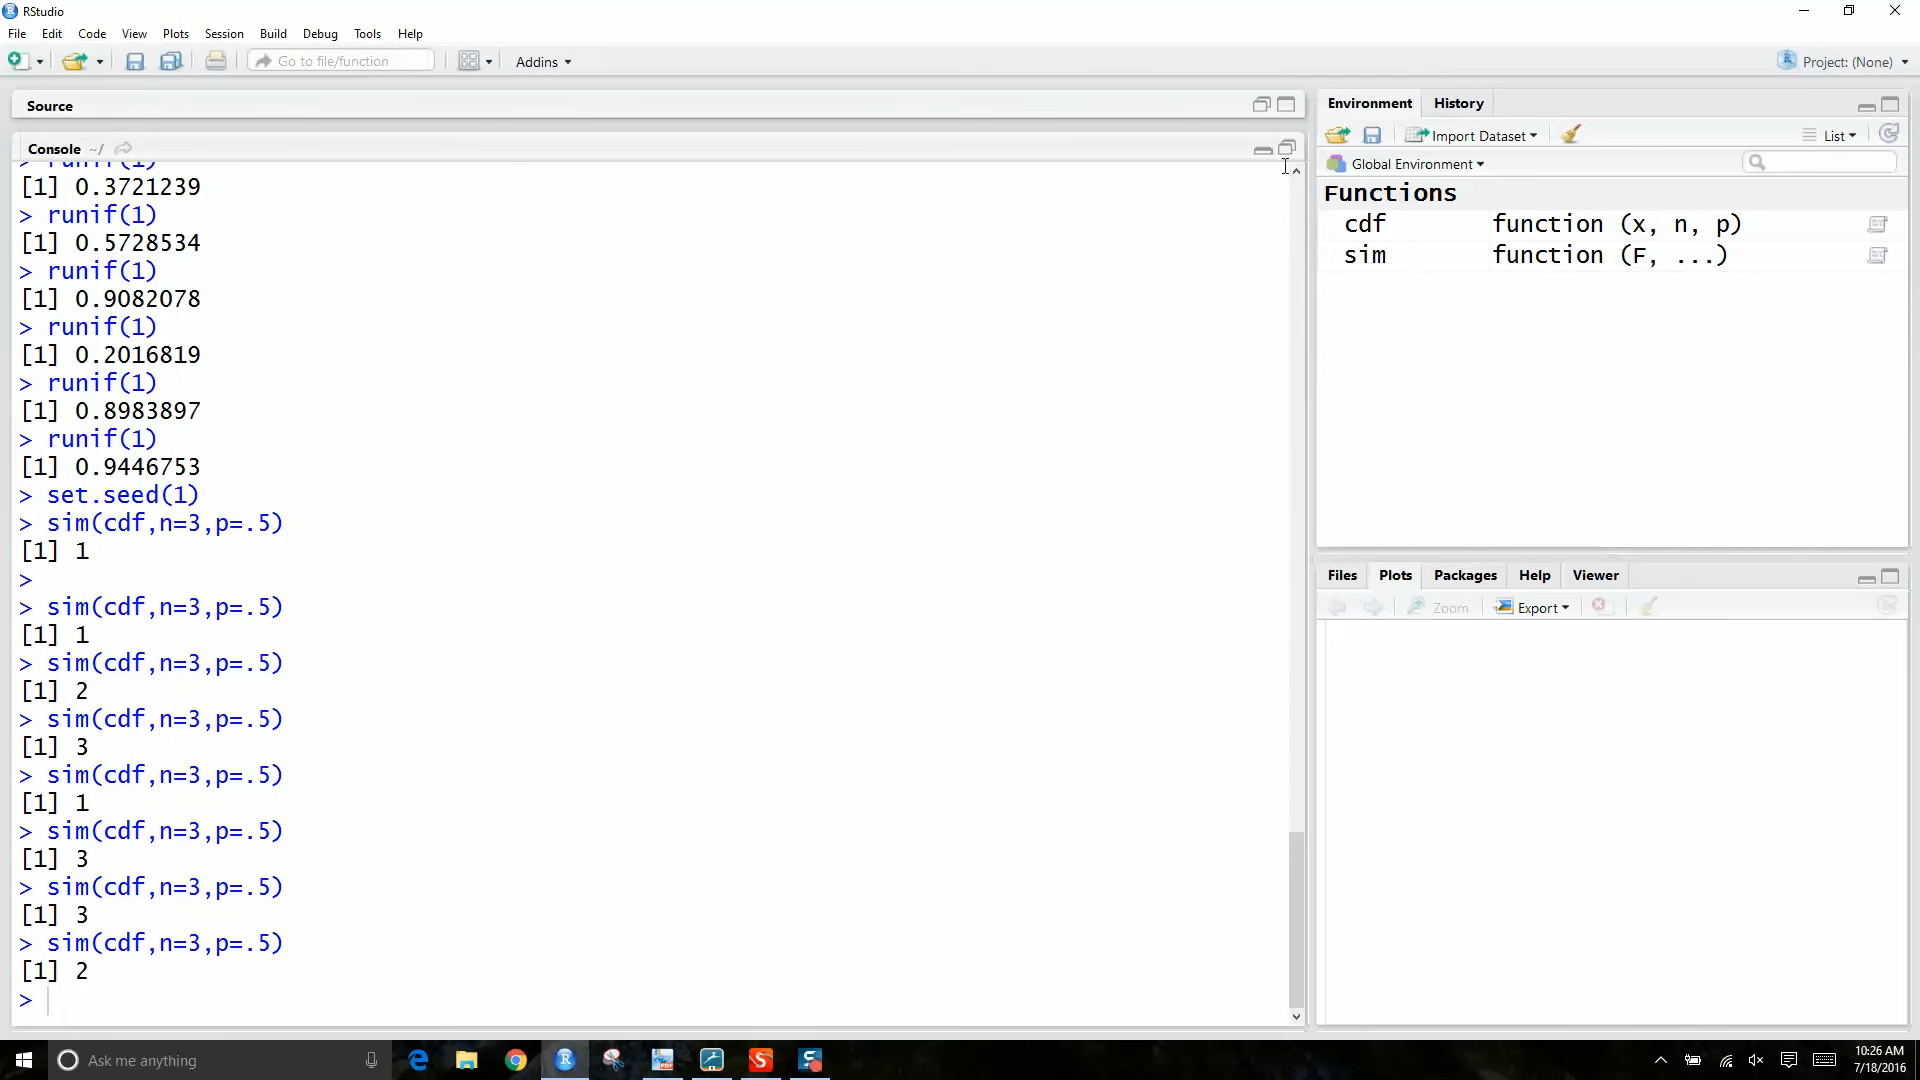 RStudio
File Edit Code View Plots Session Build Debug Tools Help
Go to file/function Addins Project: (None)
Source
Console ~/
> runif(1)
[1] 0.3721239
> runif(1)
[1] 0.5728534
> runif(1)
[1] 0.9082078
> runif(1)
[1] 0.2016819
> runif(1)
[1] 0.8983897
> runif(1)
[1] 0.9446753
> set.seed(1)
> sim(cdf,n=3,p=.5)
[1] 1
>
> sim(cdf,n=3,p=.5)
[1] 1
> sim(cdf,n=3,p=.5)
[1] 2
> sim(cdf,n=3,p=.5)
[1] 3
> sim(cdf,n=3,p=.5)
[1] 1
> sim(cdf,n=3,p=.5)
[1] 3
> sim(cdf,n=3,p=.5)
[1] 3
> sim(cdf,n=3,p=.5)
[1] 2
>
Environment History
Import Dataset List
Global Environment
Functions
cdf function (x, n, p)
sim function (F, ...)
Files Plots Packages Help Viewer
Zoom Export
Ask me anything
10:26 AM
7/18/2016